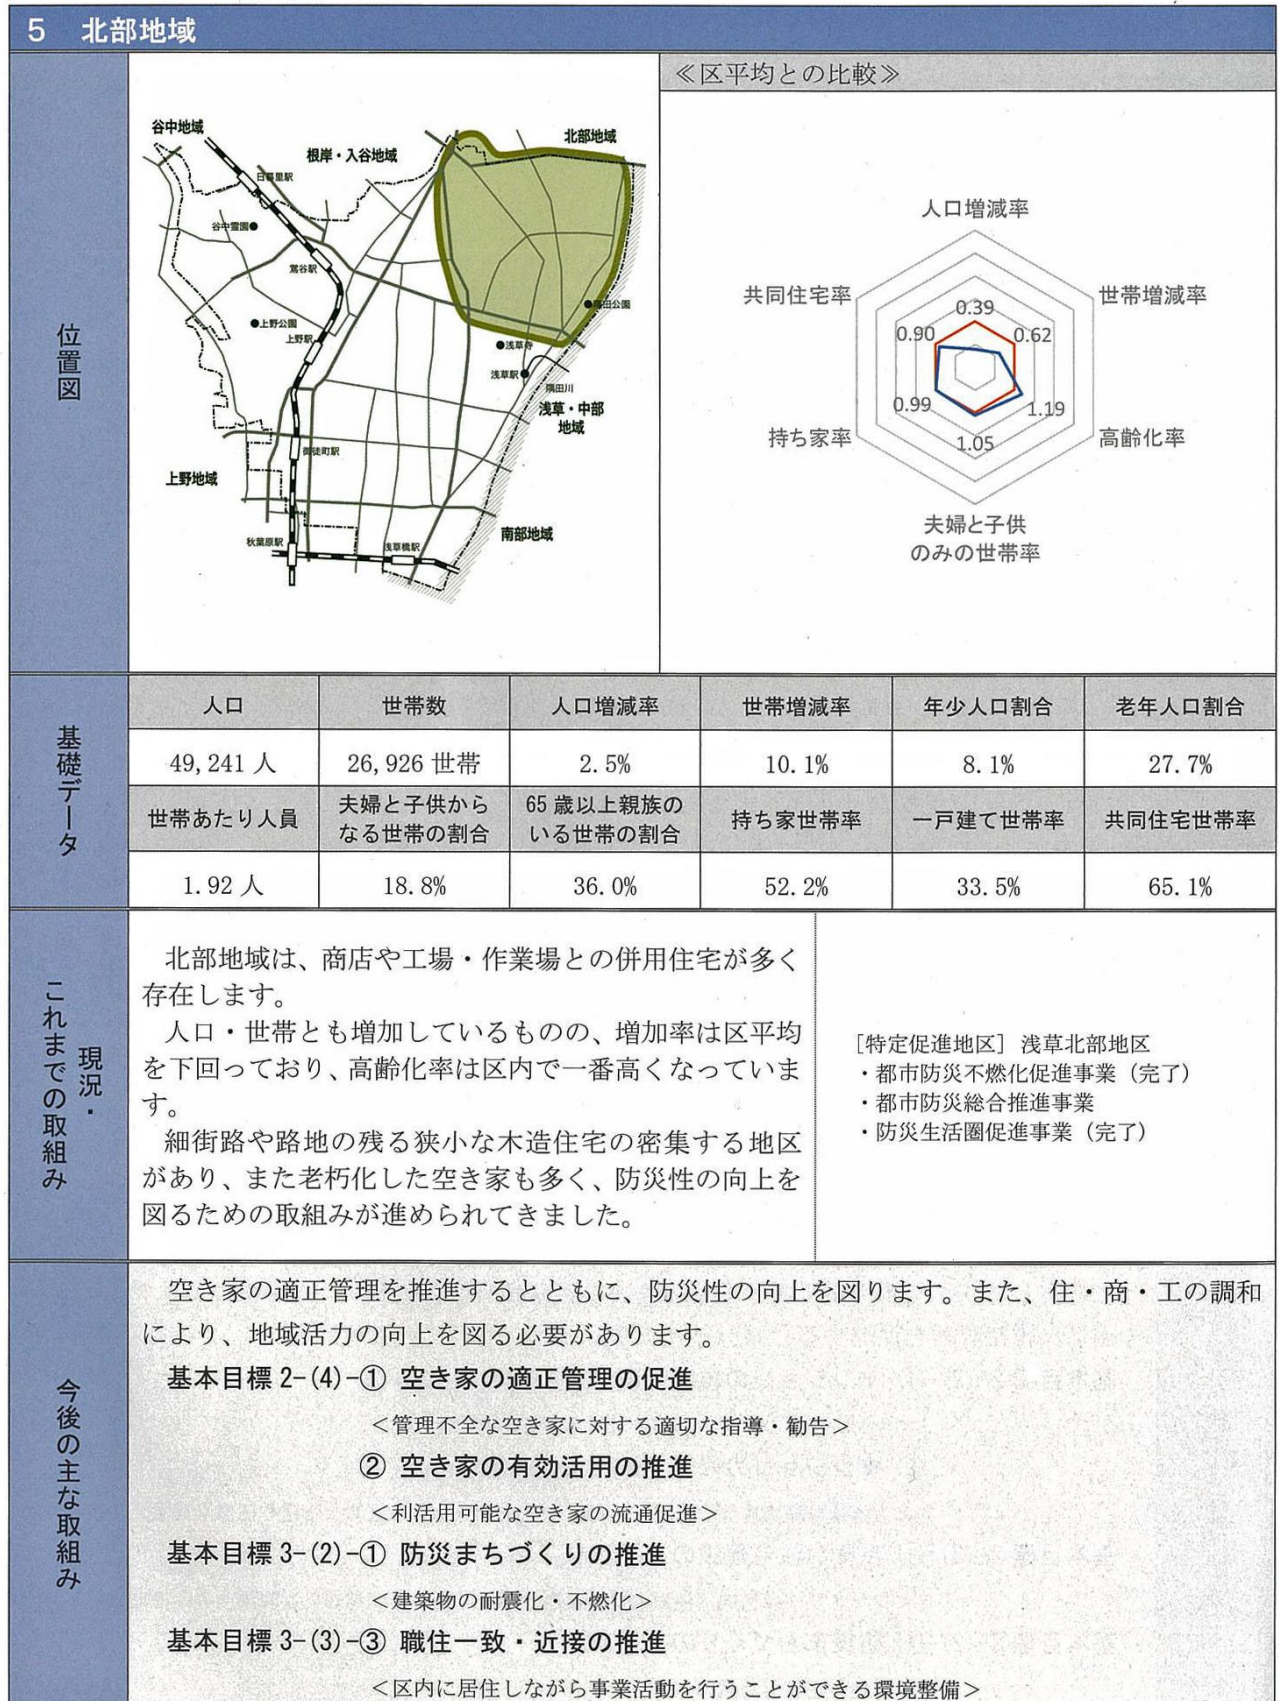 5 北部地域
位置図
谷中地域
根岸・入谷地域
北部地域
日暮里駅
谷中霊園
鶯谷駅
上野公園
上野駅
隅田公園
浅草寺
浅草駅
隅田川
浅草・中部
地域
御徒町駅
上野地域
南部地域
秋葉原駅
浅草橋駅
≪区平均との比較≫
人口増減率
共同住宅率
世帯増減率
0.39
0.90
0.62
0.99
1.19
1.05
持ち家率
高齢化率
夫婦と子供
のみの世帯率
基礎データ
人口 世帯数 人口増減率 世帯増減率 年少人口割合 老年人口割合
49,241 人 26,926 世帯 2.5% 10.1% 8.1% 27.7%
世帯あたり人員 夫婦と子供から 65 歳以上親族の 持ち家世帯率 一戸建て世帯率 共同住宅世帯率
なる世帯の割合 いる世帯の割合
1.92 人 18.8% 36.0% 52.2% 33.5% 65.1%
現況・
これまでの取組み
北部地域は、商店や工場・作業場との併用住宅が多く
存在します。
人口・世帯とも増加しているものの、増加率は区平均
を下回っており、高齢化率は区内で一番高くなっていま
す。
細街路や路地の残る狭小な木造住宅の密集する地区
があり、また老朽化した空き家も多く、防災性の向上を
図るための取組みが進められてきました。
[特定促進地区] 浅草北部地区
・都市防災不燃化促進事業（完了）
・都市防災総合推進事業
・防災生活圏促進事業（完了）
今後の主な取組み
空き家の適正管理を推進するとともに、防災性の向上を図ります。また、住・商・工の調和
により、地域活力の向上を図る必要があります。
基本目標 2-(4)-① 空き家の適正管理の促進
＜管理不全な空き家に対する適切な指導・勧告＞
② 空き家の有効活用の推進
＜利活用可能な空き家の流通促進＞
基本目標 3-(2)-① 防災まちづくりの推進
＜建築物の耐震化・不燃化＞
基本目標 3-(3)-③ 職住一致・近接の推進
＜区内に居住しながら事業活動を行うことができる環境整備＞